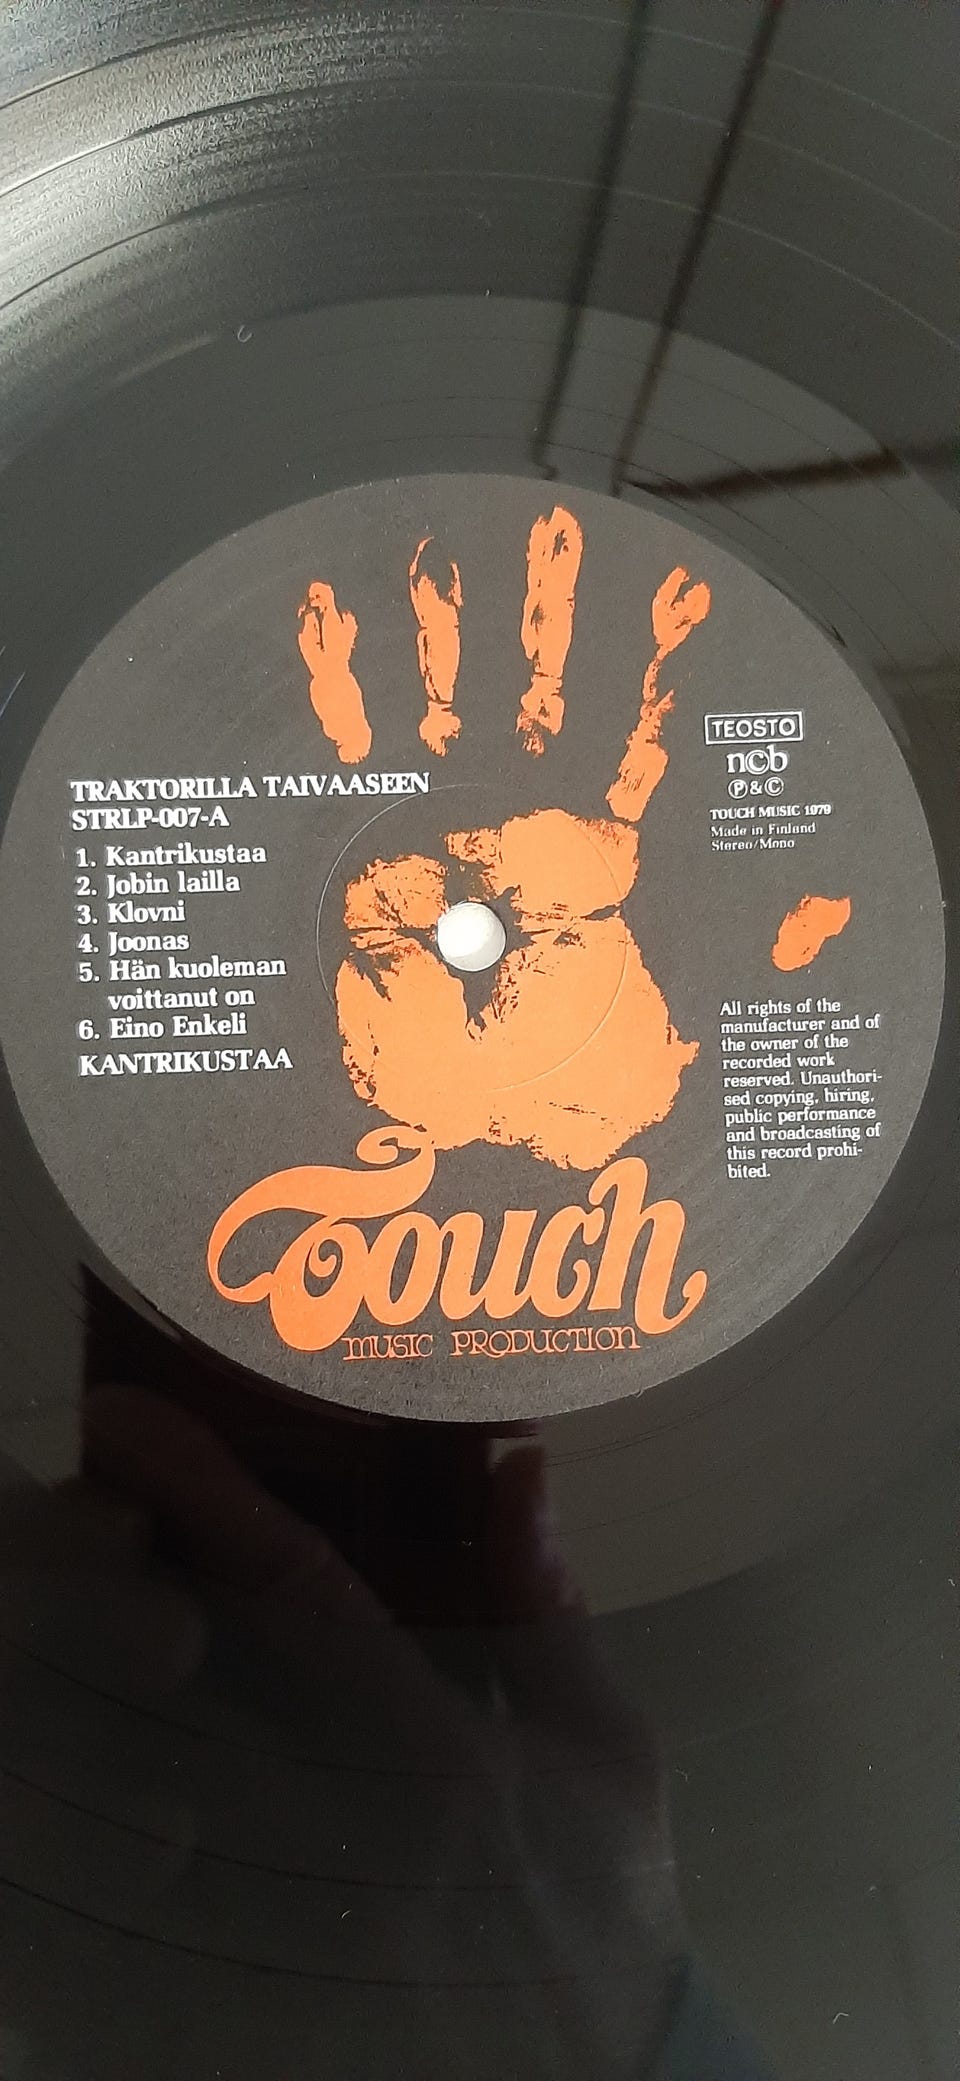 TRAKTORILLA TAIVAASEEN
STRLP-007-A
1. Kantrikustaa
2. Jobin lailla
3. Klovni
4. Joonas
5. Hän kuoleman
voittanut on
6. Eino Enkeli
KANTRIKUSTAA
TEOSTO
n©b
Ⓟ & ©
TOUCH MUSIC 1979
Made in Finland
Stereo/Mono
All rights of the
manufacturer and of
the owner of the
recorded work
reserved. Unauthori-
sed copying, hiring,
public performance
and broadcasting of
this record prohi-
bited.
Touch
MUSIC PRODUCTION